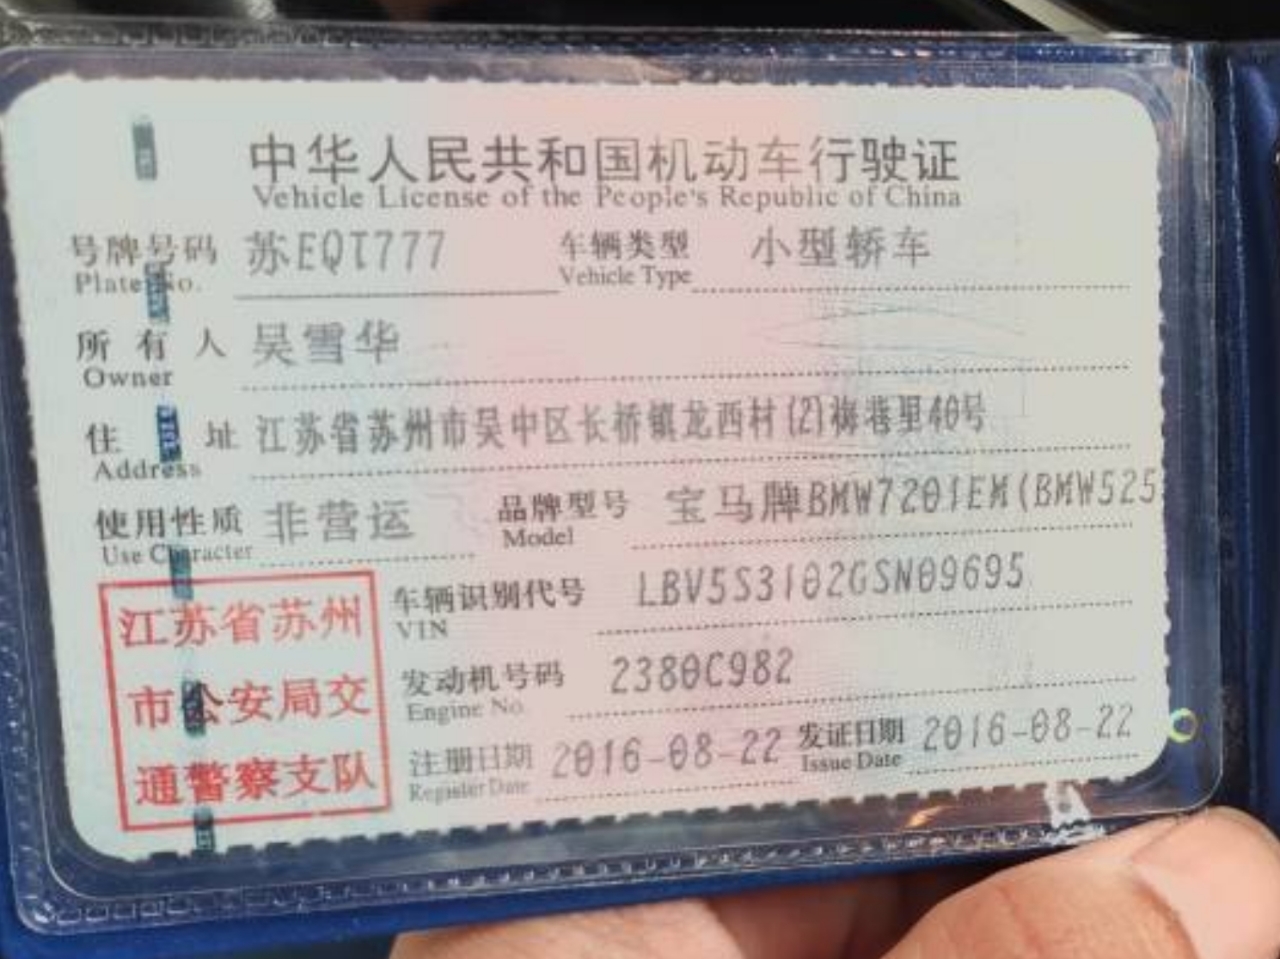 中华人民共和国机动车行驶证
Vehicle License of the People's Republic of China
号牌号码 苏EQT777 车辆类型 小型轿车
Plate No. Vehicle Type
所有人 吴雪华
Owner
住址 江苏省苏州市吴中区长桥镇龙西村(2)梅巷里40号
Address
使用性质 非营运 品牌型号 宝马牌BMW7201EM(BMW525
Use Character Model
车辆识别代号 LBV5S3102GSN09695
VIN
发动机号码 2380C982
Engine No.
注册日期 2016-08-22 发证日期 2016-08-22
Register Date Issue Date
江苏省苏州
市公安局交
通警察支队